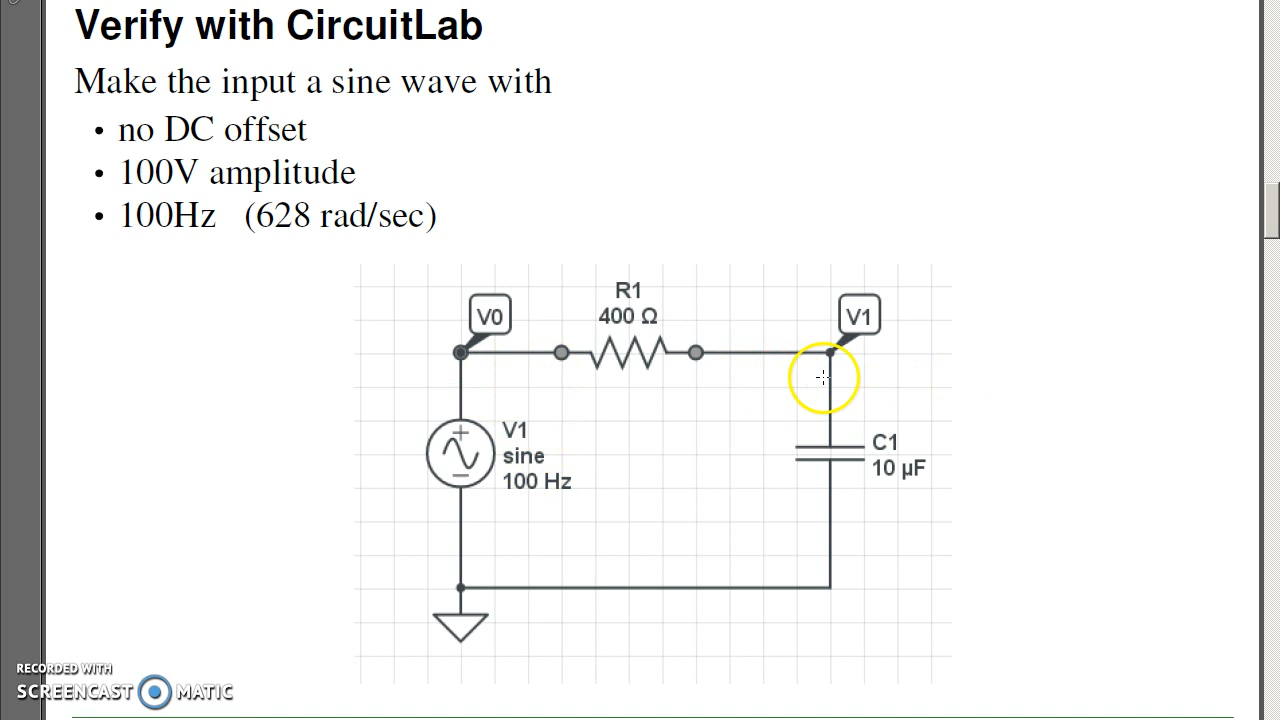 Verify with CircuitLab
Make the input a sine wave with
• no DC offset
• 100V amplitude
• 100Hz (628 rad/sec)
R1
400 Ω
V0
V1
V1
sine
100 Hz
C1
10 µF
RECORDED WITH
SCREENCAST MATIC